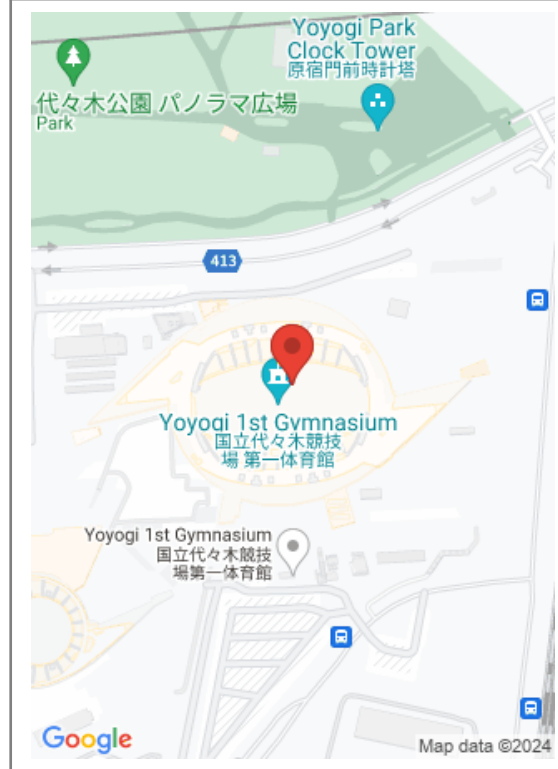 Yoyogi Park
Clock Tower
原宿門前時計塔
代々木公園 パノラマ広場
Park
413
Yoyogi 1st Gymnasium
国立代々木競技
場 第一体育館
Yoyogi 1st Gymnasium
国立代々木競技
場第一体育館
Google
Map data ©2024